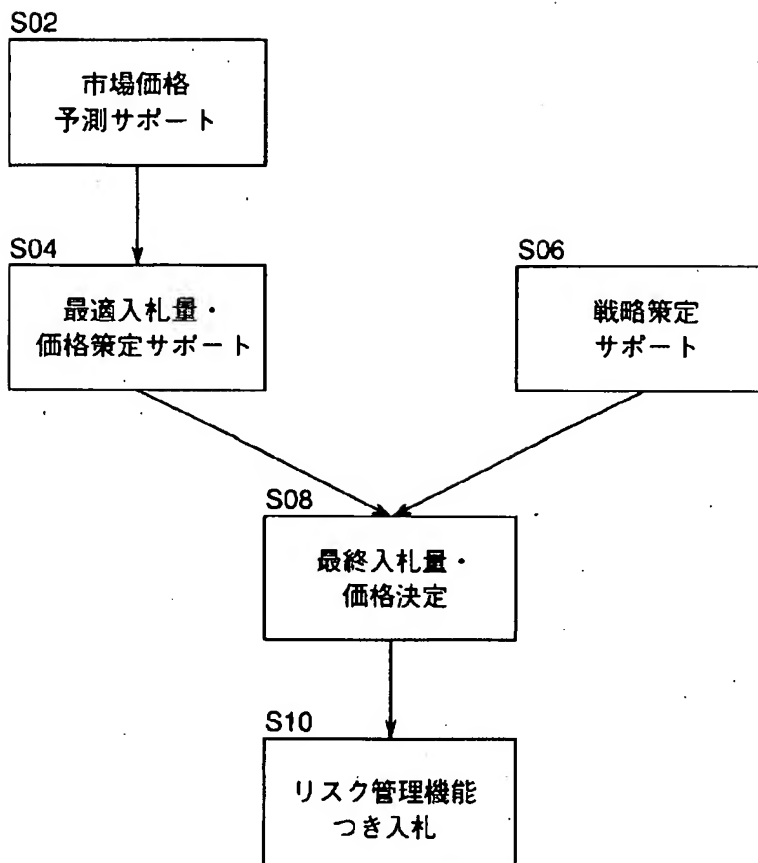 S02
市場価格
予測サポート
S04
最適入札量・
価格策定サポート
S06
戦略策定
サポート
S08
最終入札量・
価格決定
S10
リスク管理機能
つき入札